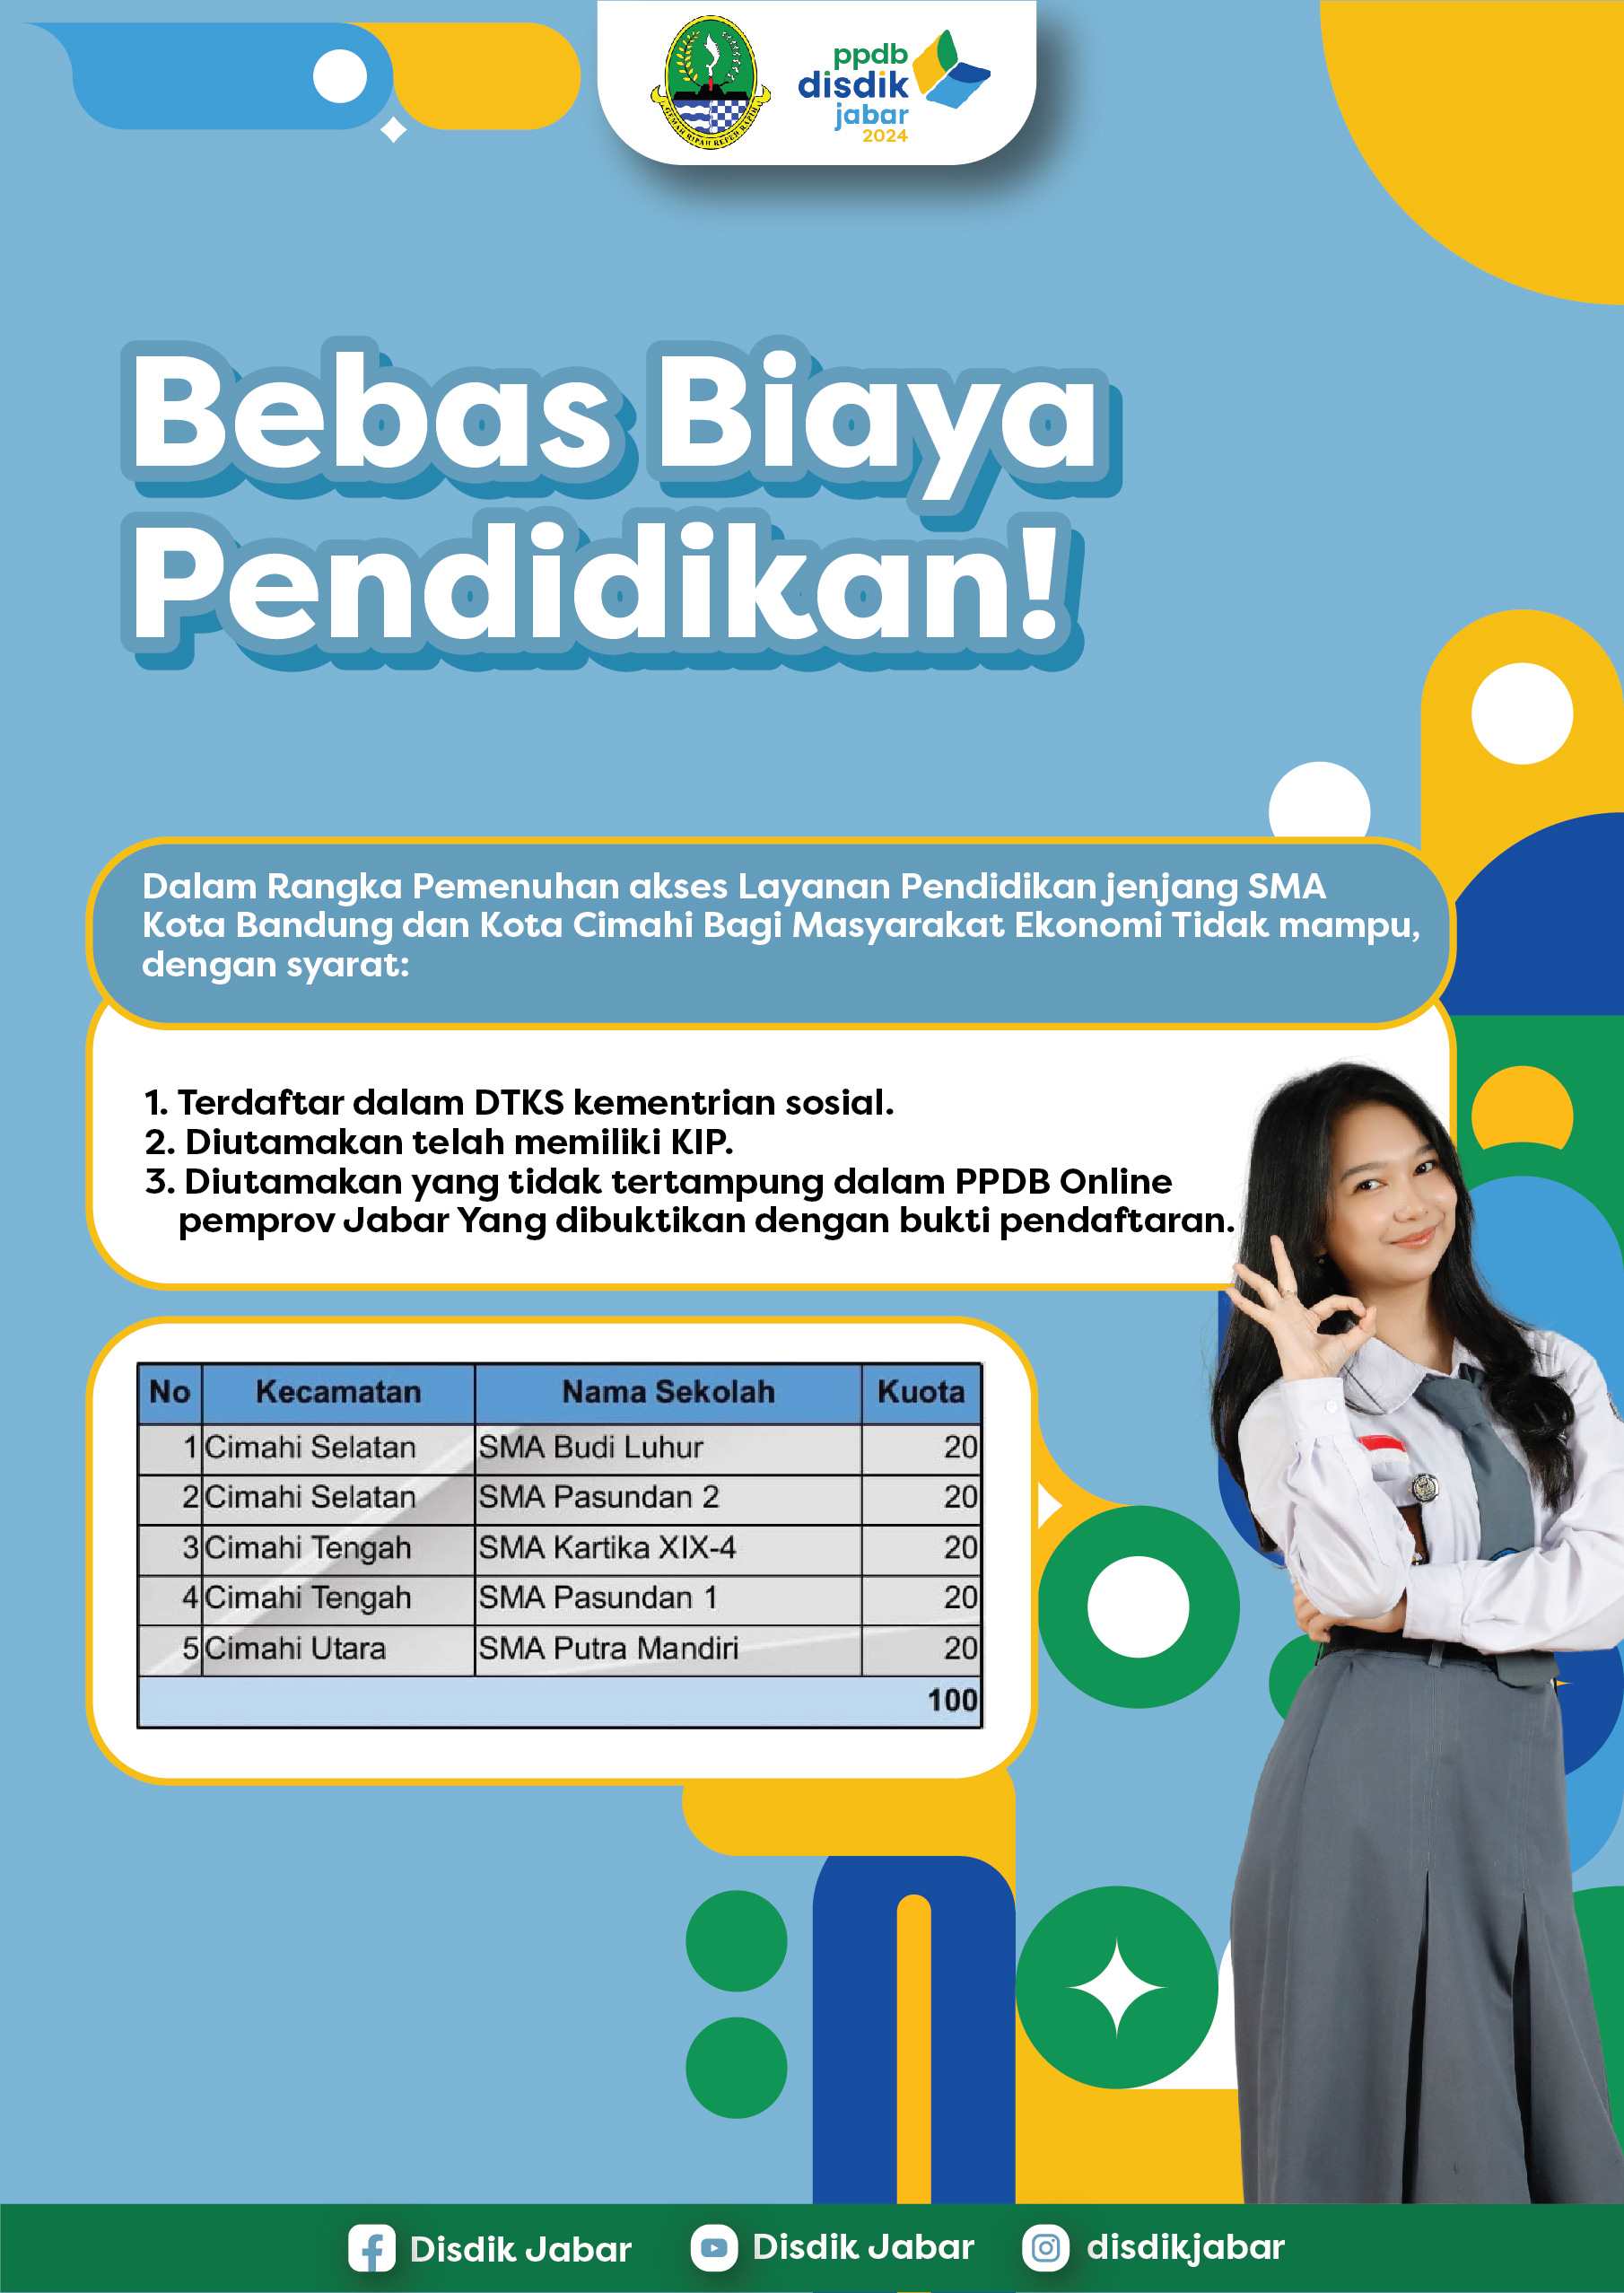 GEMAH RIPAH REPEH RAPIH
ppdb
disdik
jabar
2024
Bebas Biaya
Pendidikan!
Dalam Rangka Pemenuhan akses Layanan Pendidikan jenjang SMA
Kota Bandung dan Kota Cimahi Bagi Masyarakat Ekonomi Tidak mampu,
dengan syarat:
1. Terdaftar dalam DTKS kementrian sosial.
2. Diutamakan telah memiliki KIP.
3. Diutamakan yang tidak tertampung dalam PPDB Online
pemprov Jabar Yang dibuktikan dengan bukti pendaftaran.
No Kecamatan Nama Sekolah Kuota
1 Cimahi Selatan SMA Budi Luhur 20
2 Cimahi Selatan SMA Pasundan 2 20
3 Cimahi Tengah SMA Kartika XIX-4 20
4 Cimahi Tengah SMA Pasundan 1 20
5 Cimahi Utara SMA Putra Mandiri 20
100
Disdik Jabar Disdik Jabar disdikjabar